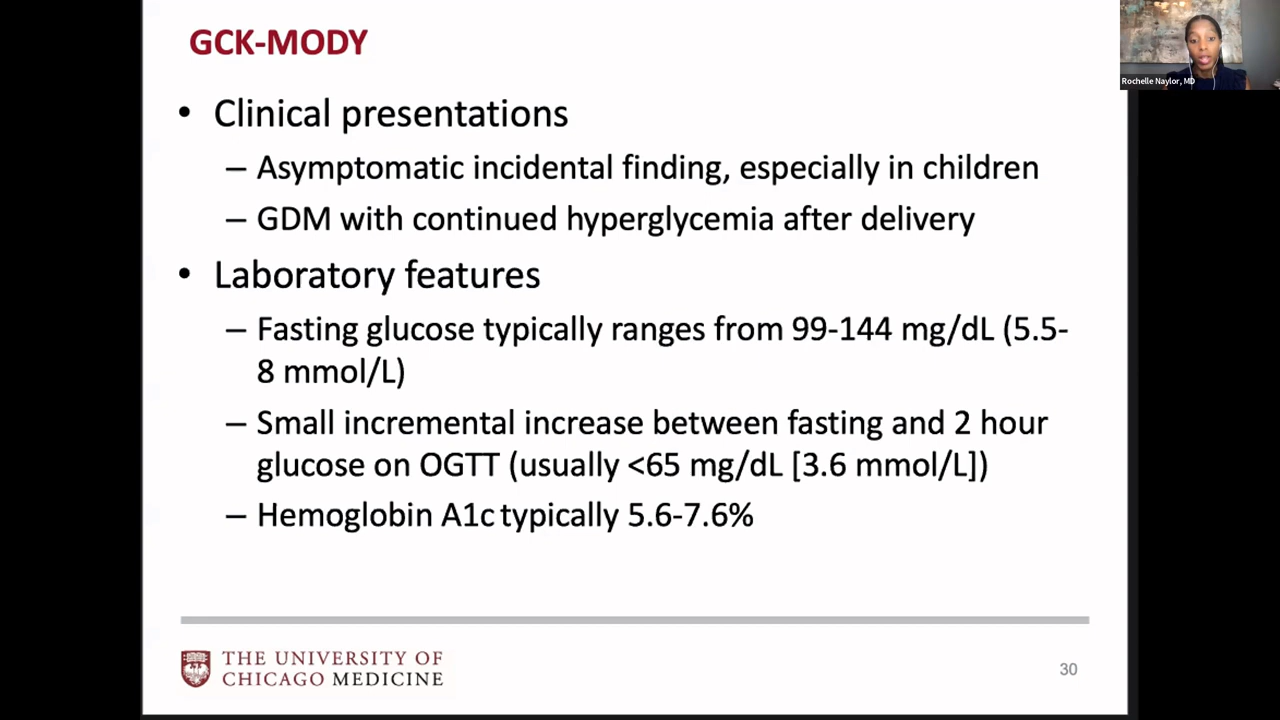 GCK-MODY
Rochelle Naylor, MD
• Clinical presentations
– Asymptomatic incidental finding, especially in children
– GDM with continued hyperglycemia after delivery
• Laboratory features
– Fasting glucose typically ranges from 99-144 mg/dL (5.5-
8 mmol/L)
– Small incremental increase between fasting and 2 hour
glucose on OGTT (usually <65 mg/dL [3.6 mmol/L])
– Hemoglobin A1c typically 5.6-7.6%
THE UNIVERSITY OF
CHICAGO MEDICINE
30